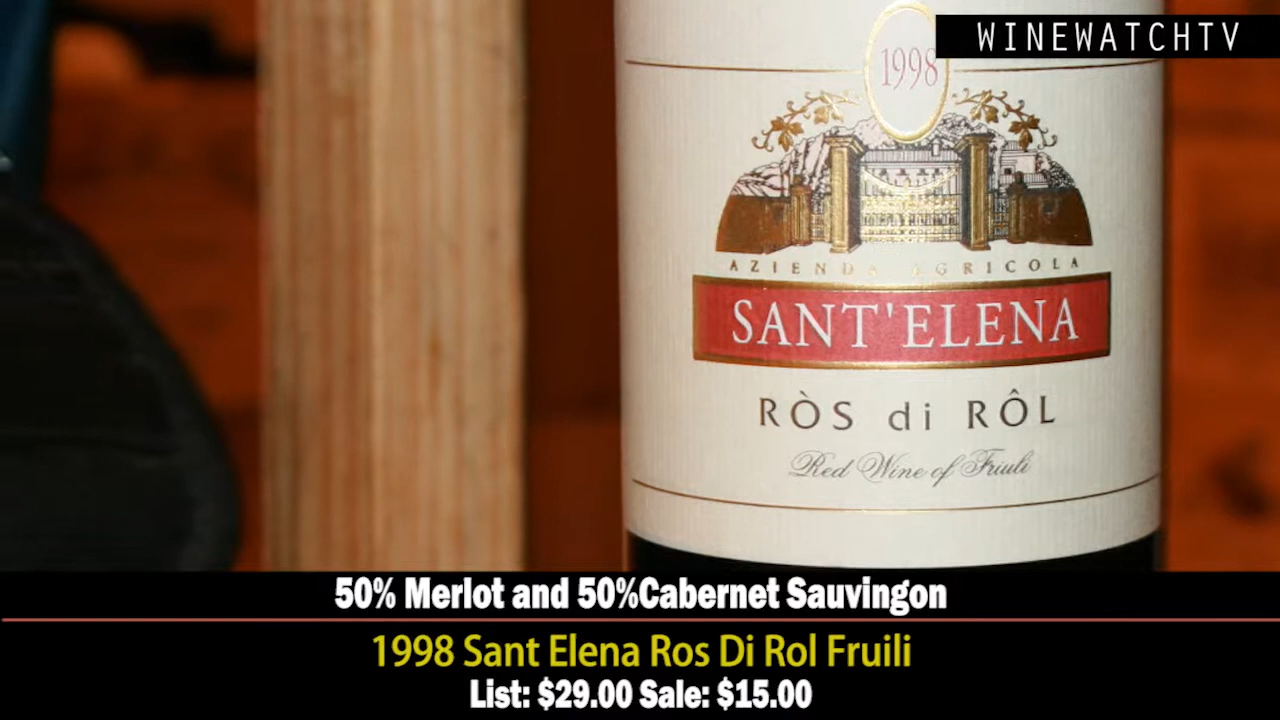 WINEWATCHTV
1998
AZIENDA AGRICOLA
SANT'ELENA
RÒS di RÔL
Red Wine of Friuli
50% Merlot and 50%Cabernet Sauvingon
1998 Sant Elena Ros Di Rol Fruili
List: $29.00 Sale: $15.00